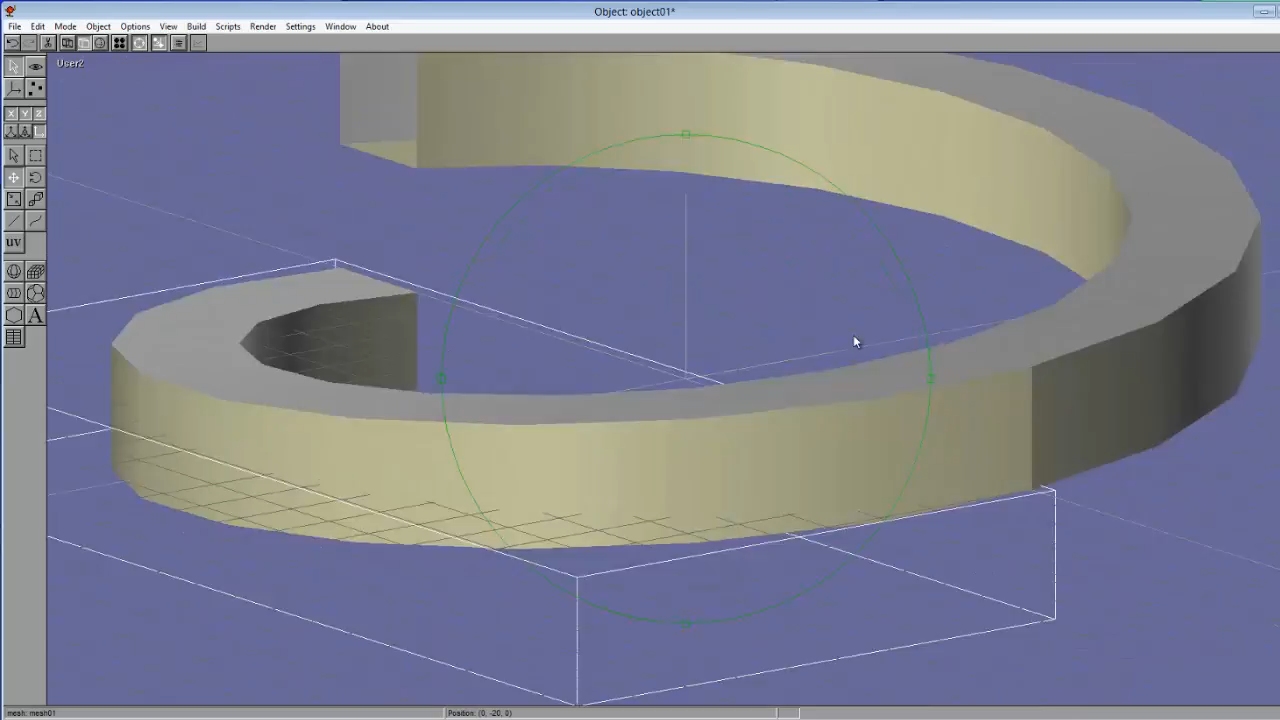 Object: object01*
File Edit Mode Object Options View Build Scripts Render Settings Window About
User2
X Y Z
uv
A
mesh: mesh01
Position: (0, -20, 0)